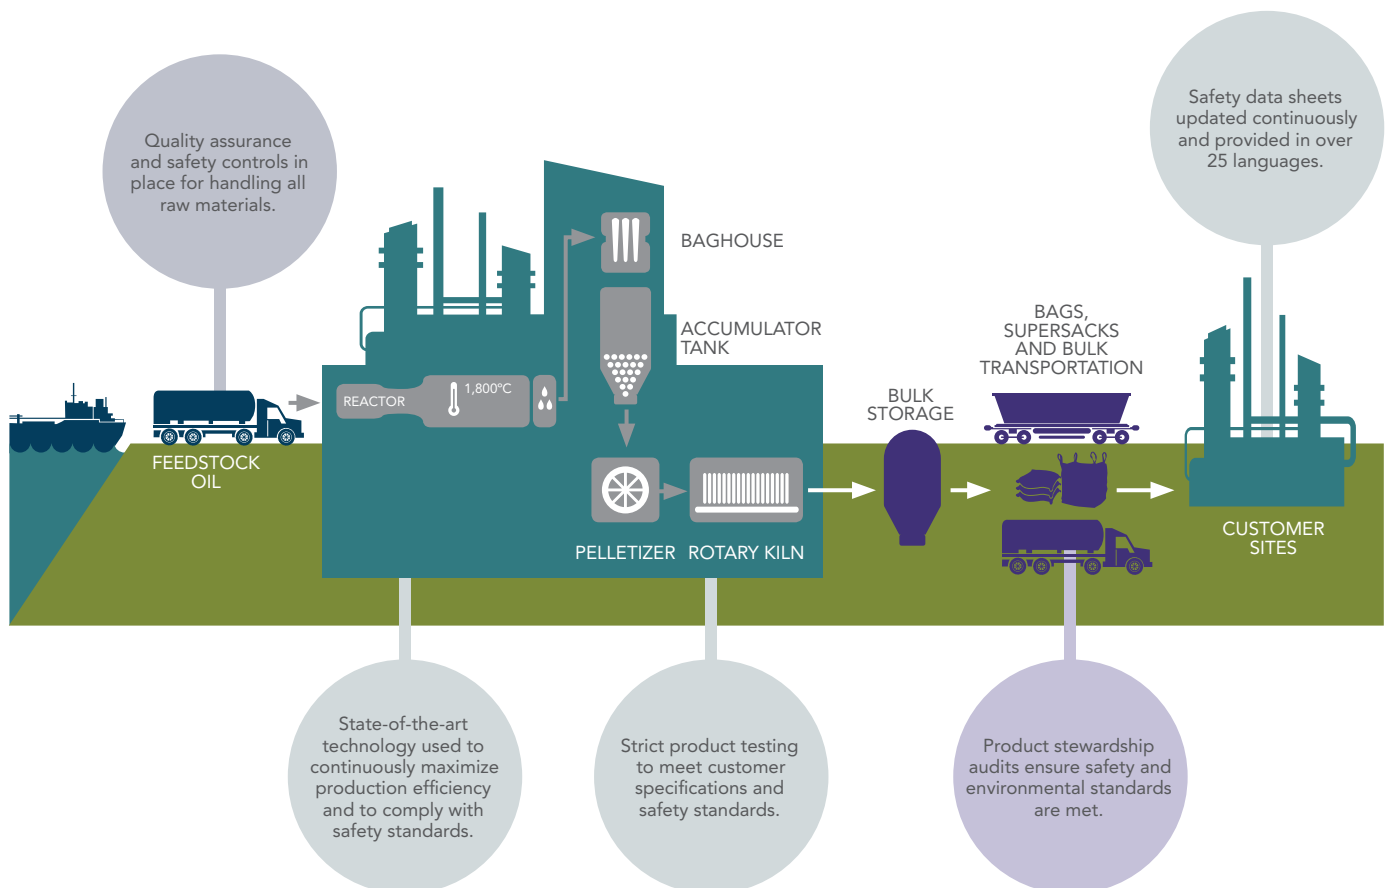 Quality assurance
and safety controls in
place for handling all
raw materials.
Safety data sheets
updated continuously
and provided in over
25 languages.
BAGHOUSE
ACCUMULATOR
TANK
REACTOR
1,800°C
BAGS,
SUPERSACKS
AND BULK
TRANSPORTATION
BULK
STORAGE
FEEDSTOCK
OIL
PELLETIZER
ROTARY KILN
CUSTOMER
SITES
State-of-the-art
technology used to
continuously maximize
production efficiency
and to comply with
safety standards.
Strict product testing
to meet customer
specifications and
safety standards.
Product stewardship
audits ensure safety and
environmental standards
are met.